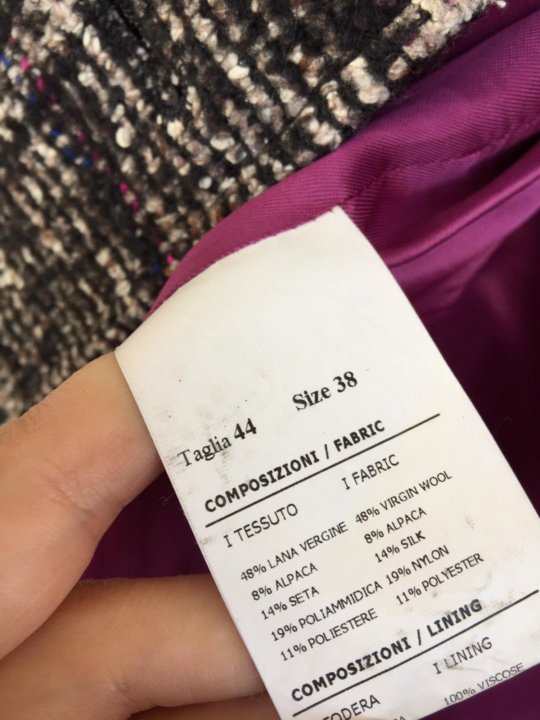 Taglia 44 Size 38
COMPOSIZIONI / FABRIC
I TESSUTO I FABRIC
48% LANA VERGINE 48% VIRGIN WOOL
8% ALPACA 8% ALPACA
14% SETA 14% SILK
19% POLIAMMIDICA 19% NYLON
11% POLIESTERE 11% POLYESTER
COMPOSIZIONI / LINING
FODERA I LINING
100% VISCOSE